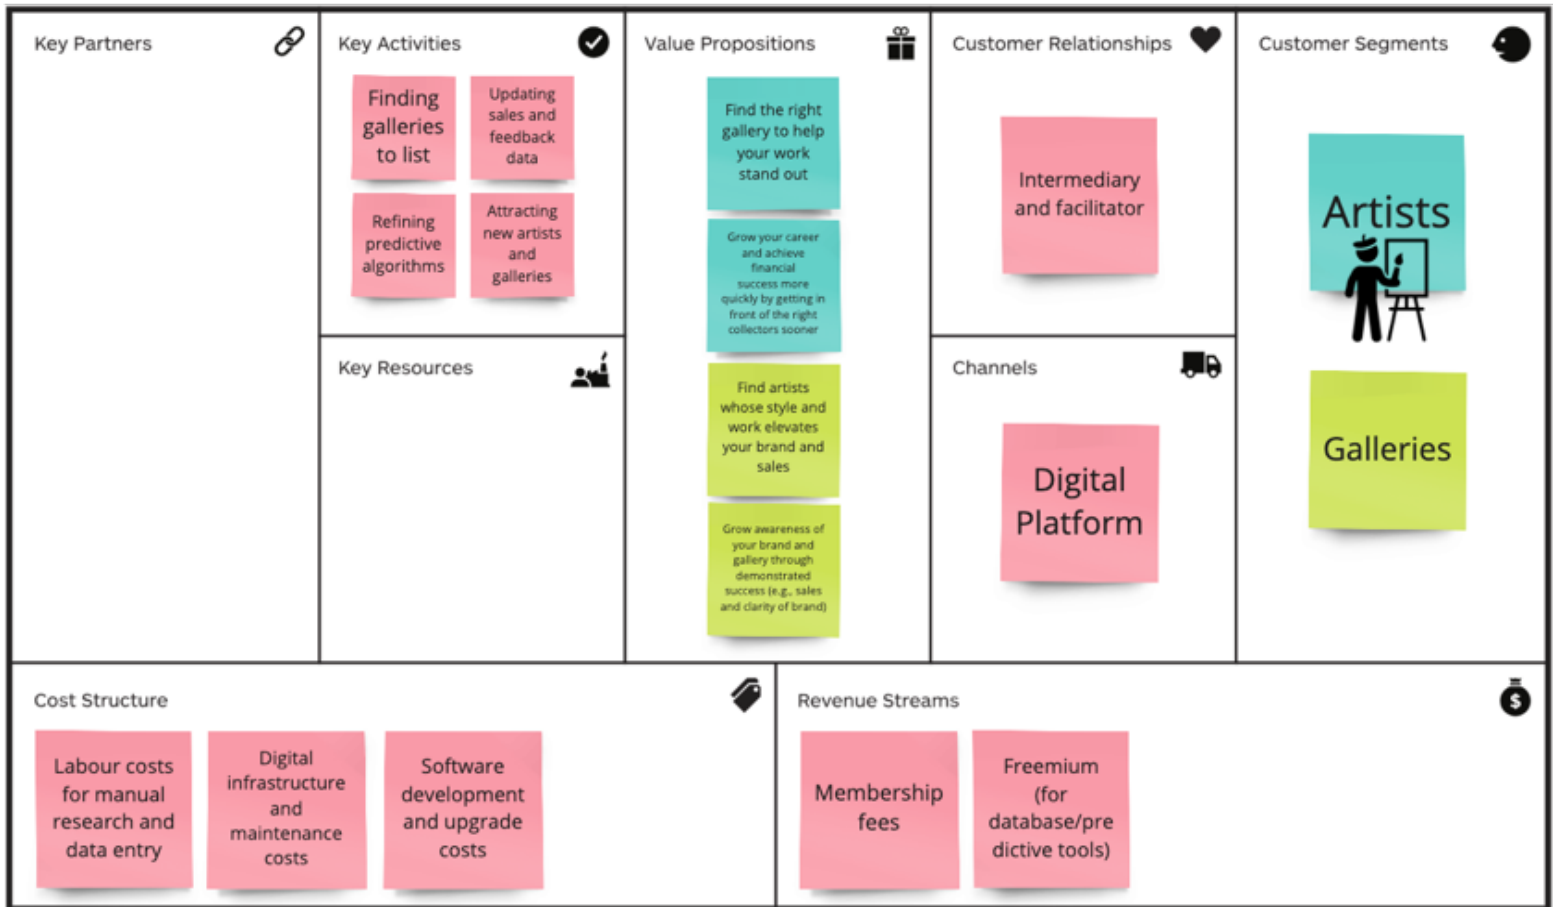 Key Partners
Key Activities
Finding
galleries
to list
Updating
sales and
feedback
data
Refining
predictive
algorithms
Attracting
new artists
and
galleries
Key Resources
Value Propositions
Find the right
gallery to help
your work
stand out
Grow your career
and achieve
financial
success more
quickly by getting in
front of the right
collectors sooner
Find artists
whose style and
work elevates
your brand and
sales
Grow awareness of
your brand and
gallery through
demonstrated
success (e.g., sales
and clarity of brand)
Customer Relationships
Intermediary
and facilitator
Channels
Digital
Platform
Customer Segments
Artists
Galleries
Cost Structure
Labour costs
for manual
research and
data entry
Digital
infrastructure
and
maintenance
costs
Software
development
and upgrade
costs
Revenue Streams
$
Membership
fees
Freemium
(for
database/pre
dictive tools)